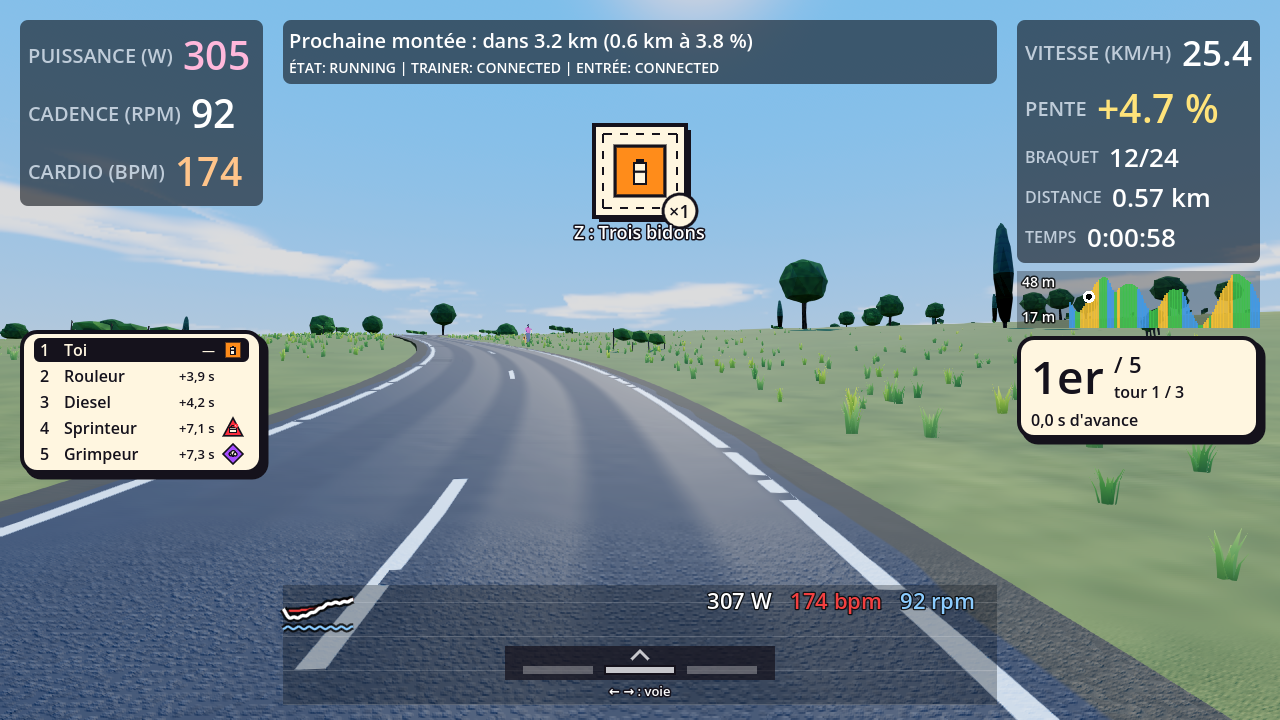 PUISSANCE (W) 305
CADENCE (RPM) 92
CARDIO (BPM) 174
Prochaine montée : dans 3.2 km (0.6 km à 3.8 %)
ÉTAT: RUNNING | TRAINER: CONNECTED | ENTRÉE: CONNECTED
VITESSE (KM/H) 25.4
PENTE +4.7 %
BRAQUET 12/24
DISTANCE 0.57 km
TEMPS 0:00:58
×1
Z : Trois bidons
48 m
17 m
1 Toi —
2 Rouleur +3,9 s
3 Diesel +4,2 s
4 Sprinteur +7,1 s
5 Grimpeur +7,3 s
1er / 5
tour 1 / 3
0,0 s d'avance
307 W 174 bpm 92 rpm
← → : voie